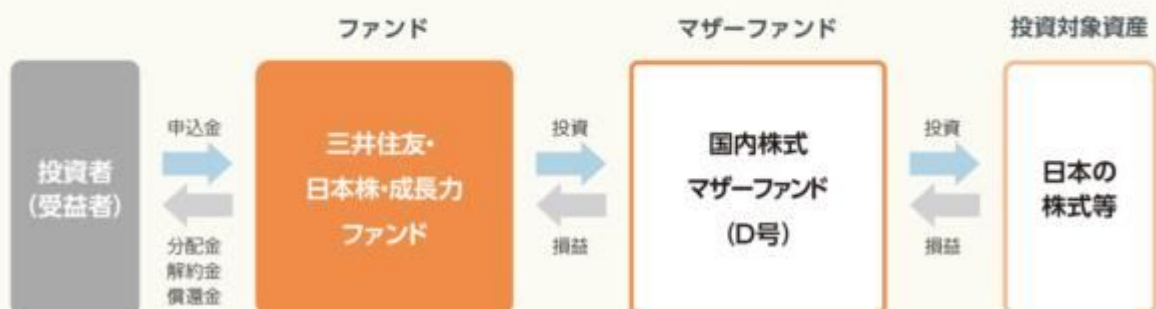 ファンド
マザーファンド
投資対象資産
投資者
(受益者)
申込金
分配金
解約金
償還金
三井住友・
日本株・成長力
ファンド
投資
損益
国内株式
マザーファンド
(D号)
投資
損益
日本の
株式等